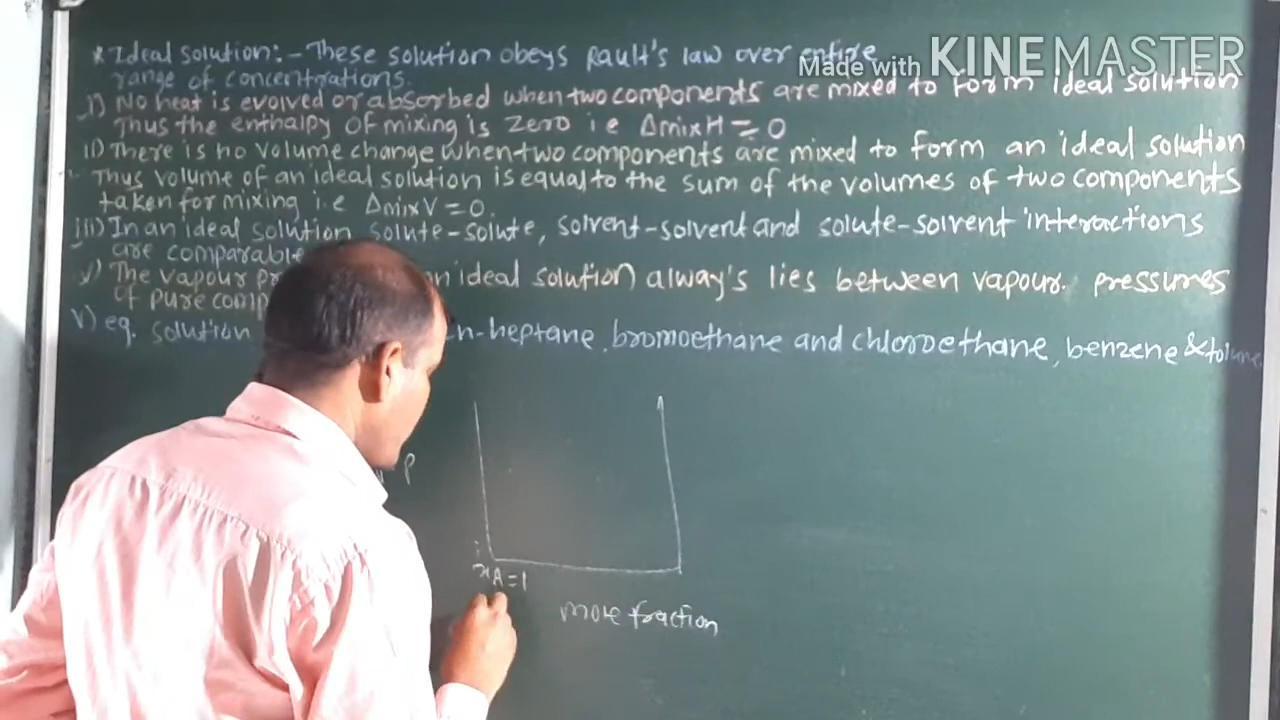 * Ideal solution:- These solution obeys Rault's law over entire
Made with KINEMASTER
range of concentrations.
i) No heat is evolved or absorbed when two components are mixed to form ideal solution
Thus the enthalpy of mixing is zero i.e ΔmixH = 0
ii) There is no volume change when two components are mixed to form an ideal solution
Thus volume of an ideal solution is equal to the sum of the volumes of two components
taken for mixing i.e ΔmixV = 0.
iii) In an ideal solution, solute-solute, solvent-solvent and solute-solvent interactions
are comparable
v) The vapour ideal solution alway's lies between vapour. pressures
of pure
V) eg. solution n-heptane, bromoethane and chloroethane, benzene &
P
xA=1
more fraction